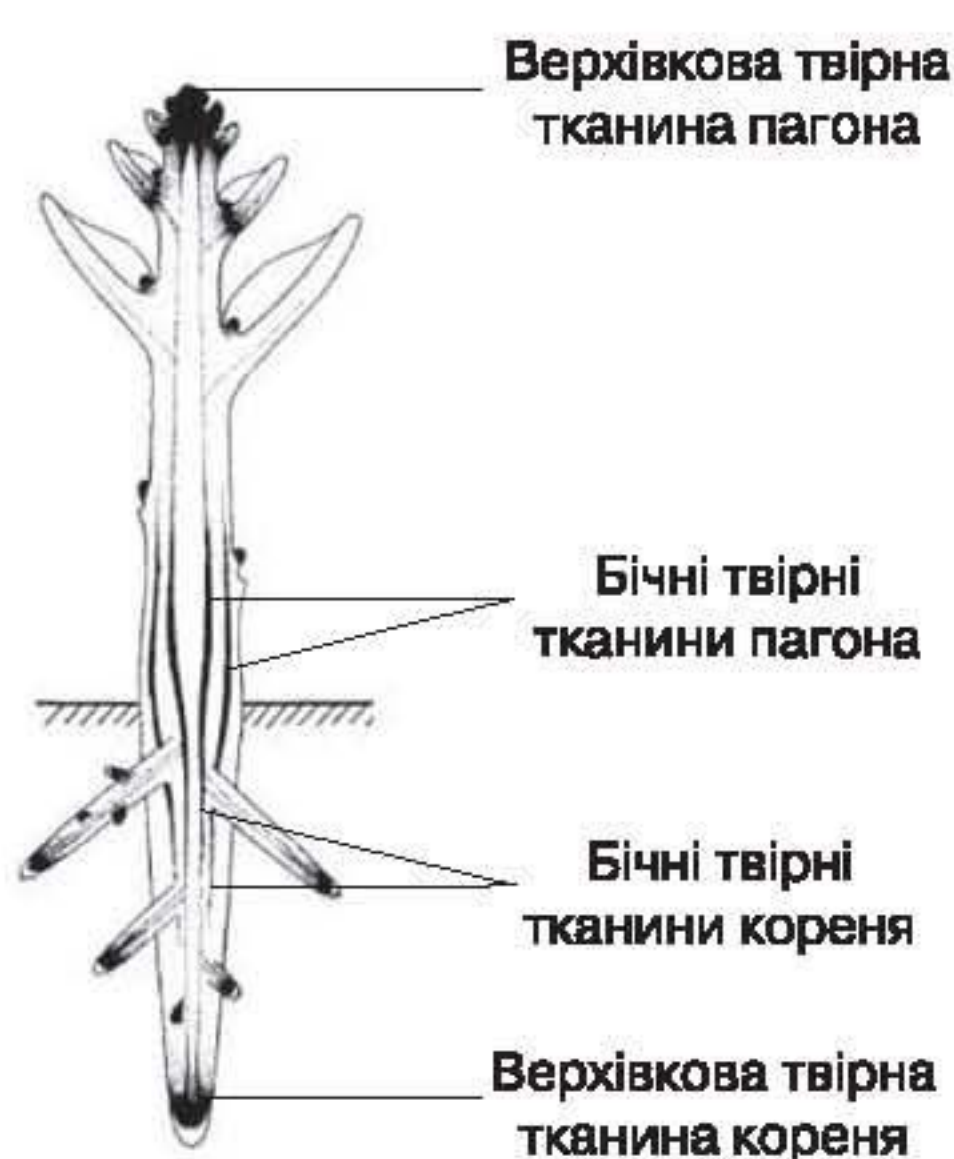 Верхівкова твірна
тканина пагона
Бічні твірні
тканини пагона
Бічні твірні
тканини кореня
Верхівкова твірна
тканина кореня